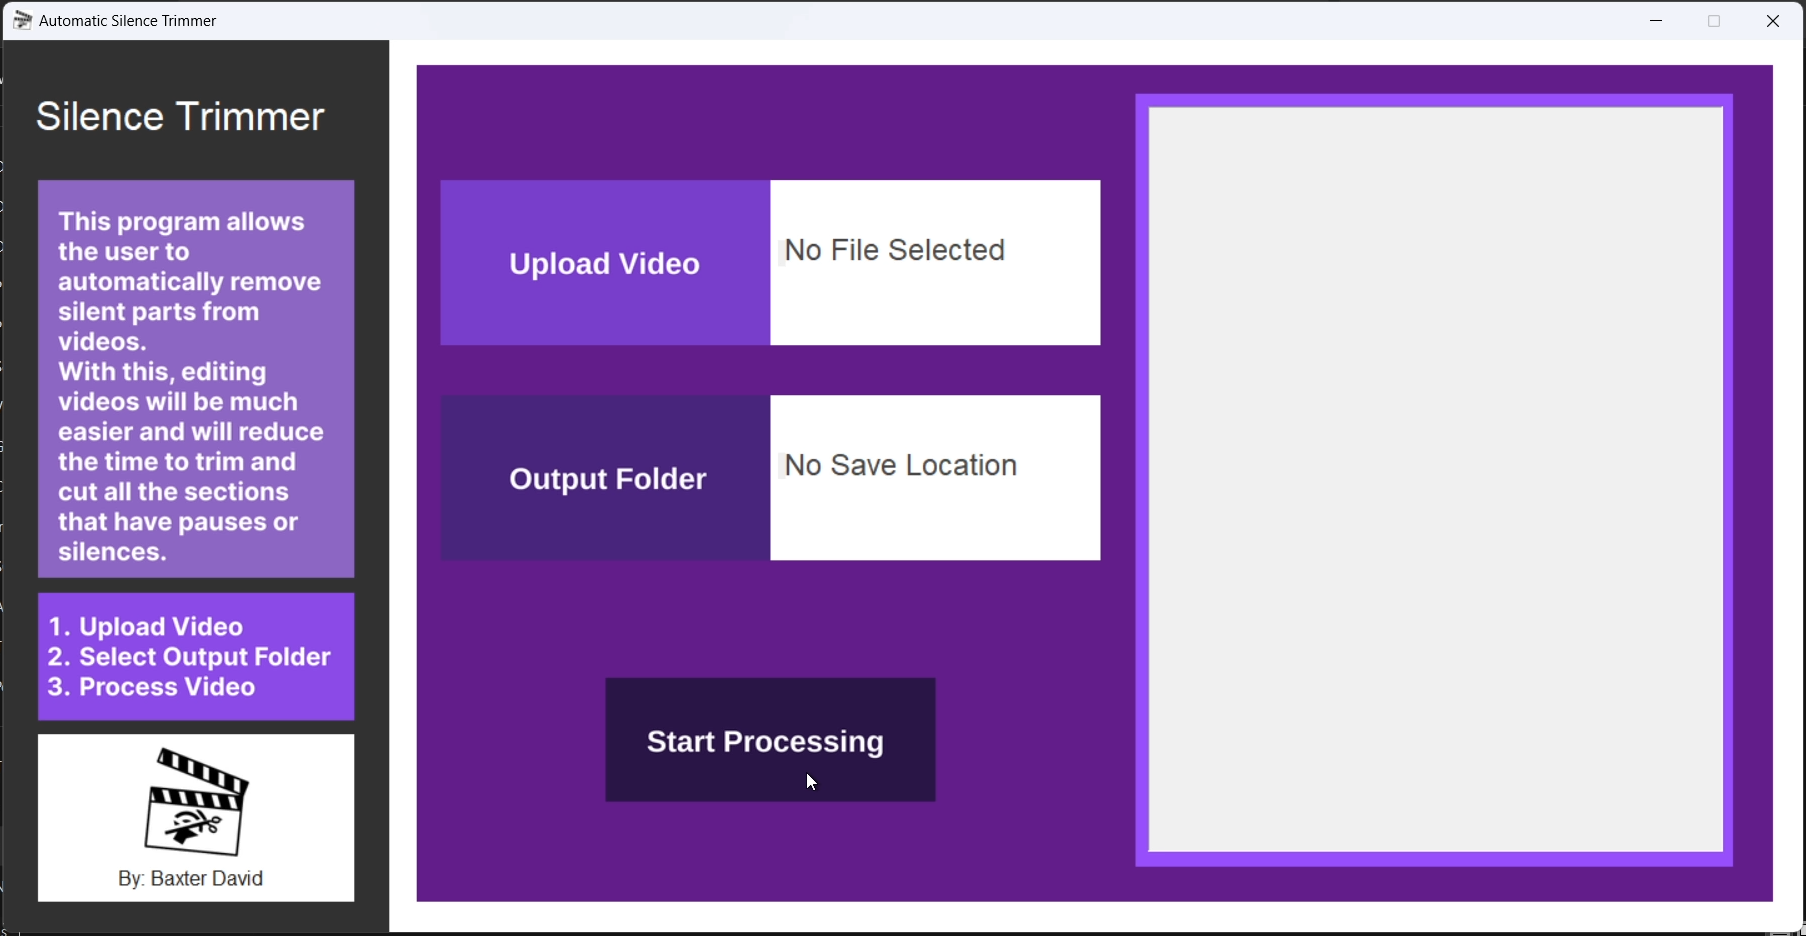 Automatic Silence Trimmer
Silence Trimmer
This program allows
the user to
automatically remove
silent parts from
videos.
With this, editing
videos will be much
easier and will reduce
the time to trim and
cut all the sections
that have pauses or
silences.
1. Upload Video
2. Select Output Folder
3. Process Video
By: Baxter David
Upload Video
No File Selected
Output Folder
No Save Location
Start Processing